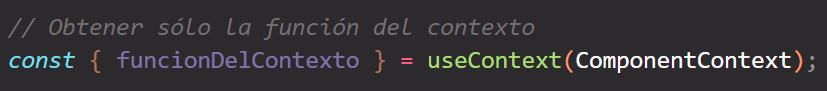 // Obtener sólo la función del contexto
const { funcionDelContexto } = useContext(ComponentContext);